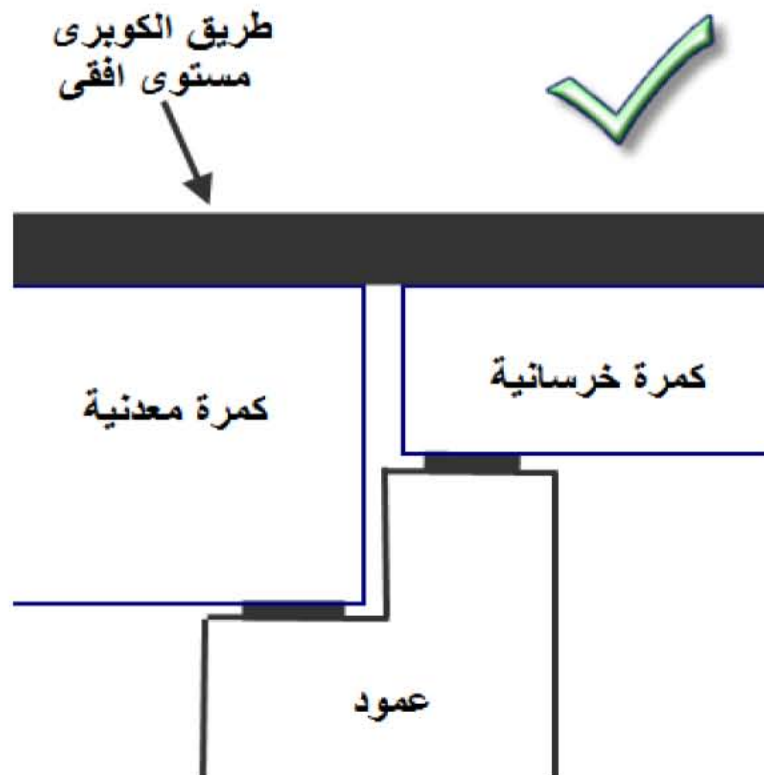 طريق الكوبرى
مستوى افقى
كمرة خرسانية
كمرة معدنية
عمود